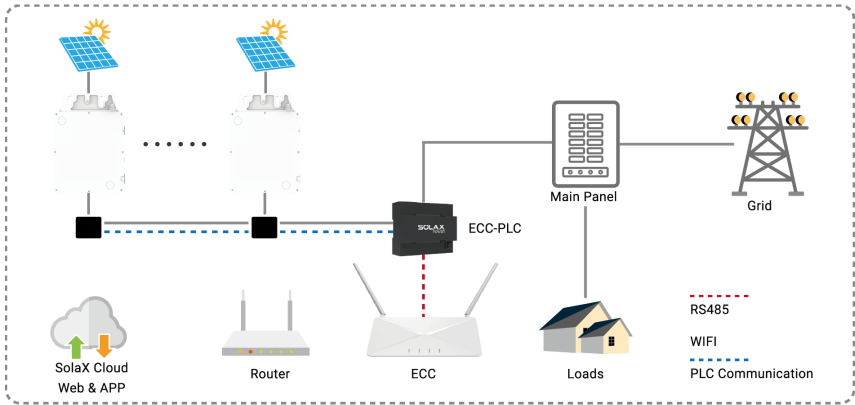 SOLAX
POWER
ECC-PLC
Main Panel
Grid
SolaX Cloud
Web & APP
Router
ECC
Loads
RS485
WIFI
PLC Communication